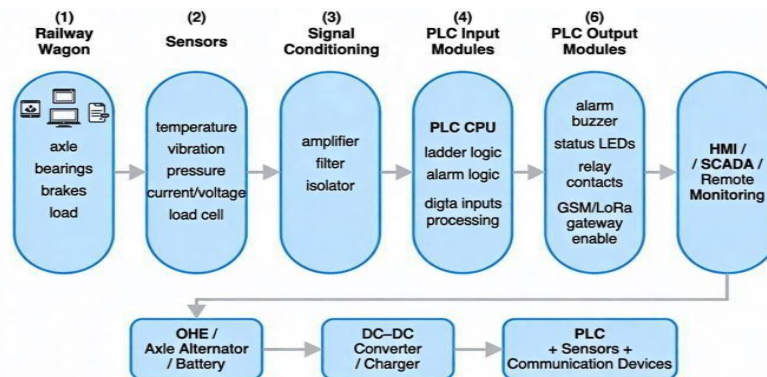 (1)
Railway
Wagon
(2)
Sensors
(3)
Signal
Conditioning
(4)
PLC Input
Modules
(6)
PLC Output
Modules
axle
bearings
brakes
load
temperature
vibration
pressure
current/voltage
load cell
amplifier
filter
isolator
PLC CPU
ladder logic
alarm logic
digta inputs
processing
alarm
buzzer
status LEDs
relay
contacts
GSM/LoRa
gateway
enable
HMI /
/ SCADA /
Remote
Monitoring
OHE /
Axle Alternator
/ Battery
DC–DC
Converter
/ Charger
PLC
+ Sensors +
Communication Devices